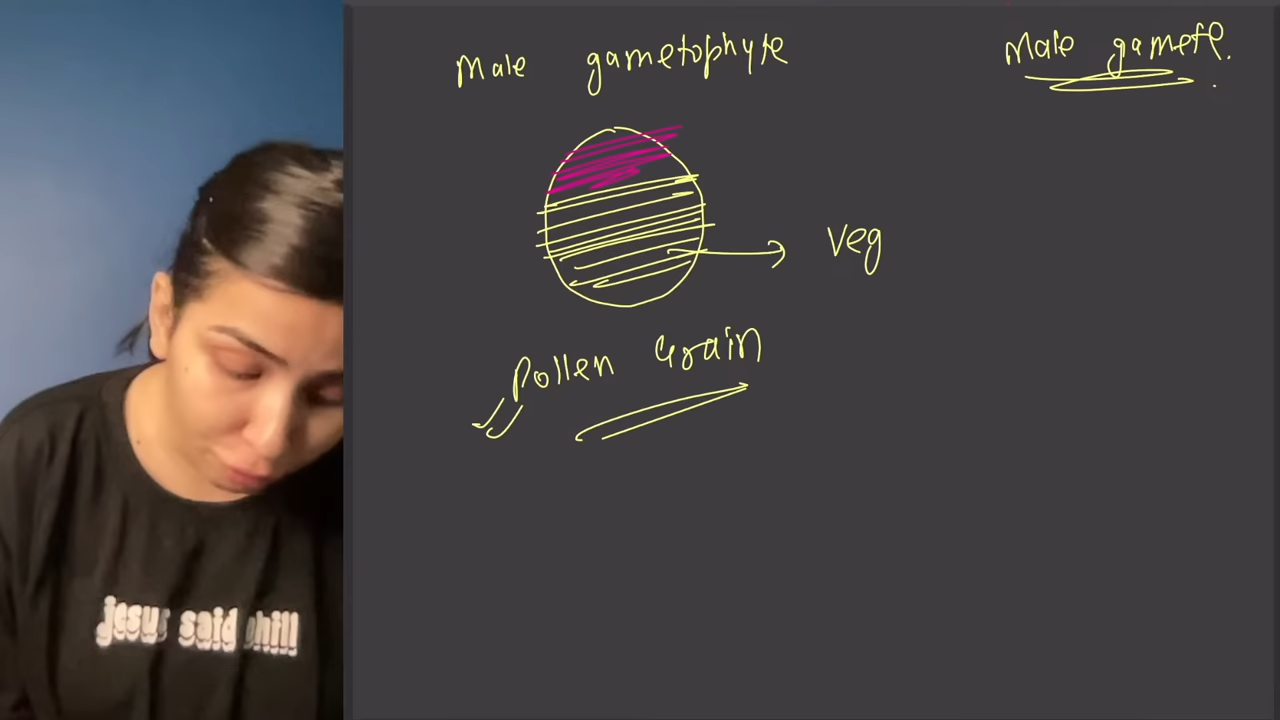 Male gametophyte
Male gamete.
Veg
Pollen Grain
jesus said chill